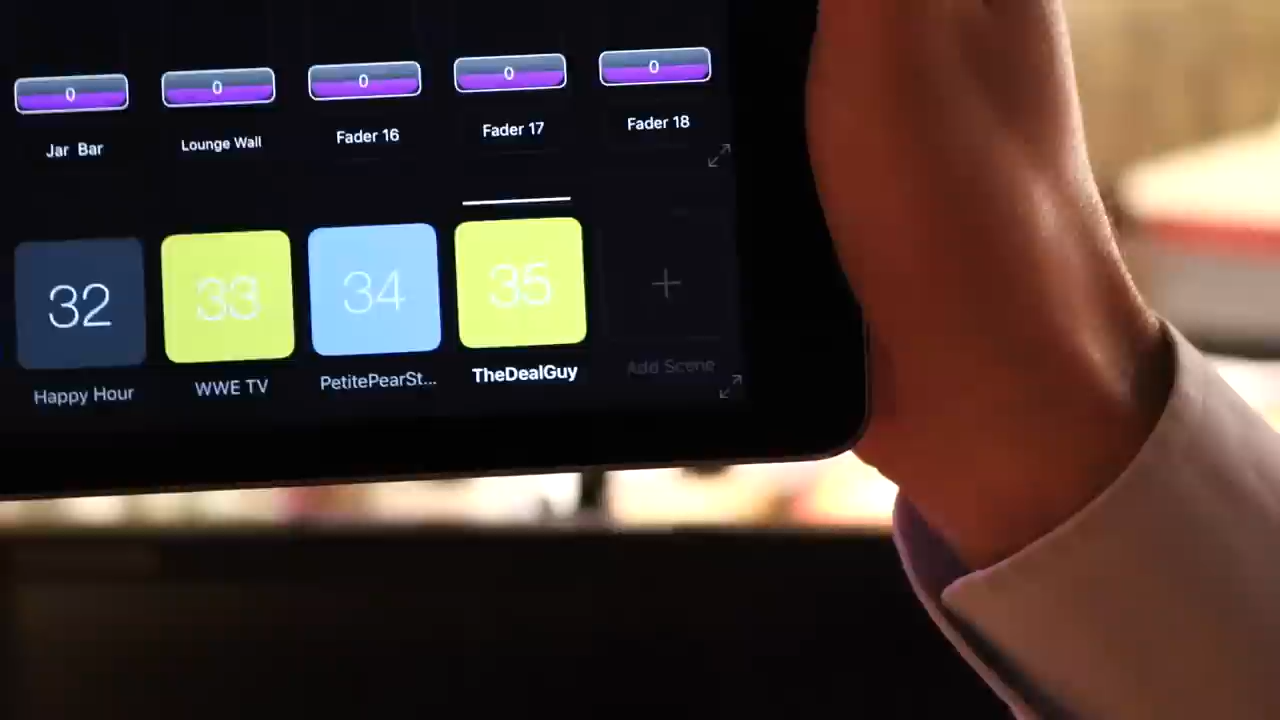 0 0 0 0 0
Jar Bar Lounge Wall Fader 16 Fader 17 Fader 18
32 33 34 35 +
Happy Hour WWE TV PetitePearSt... TheDealGuy Add Scene